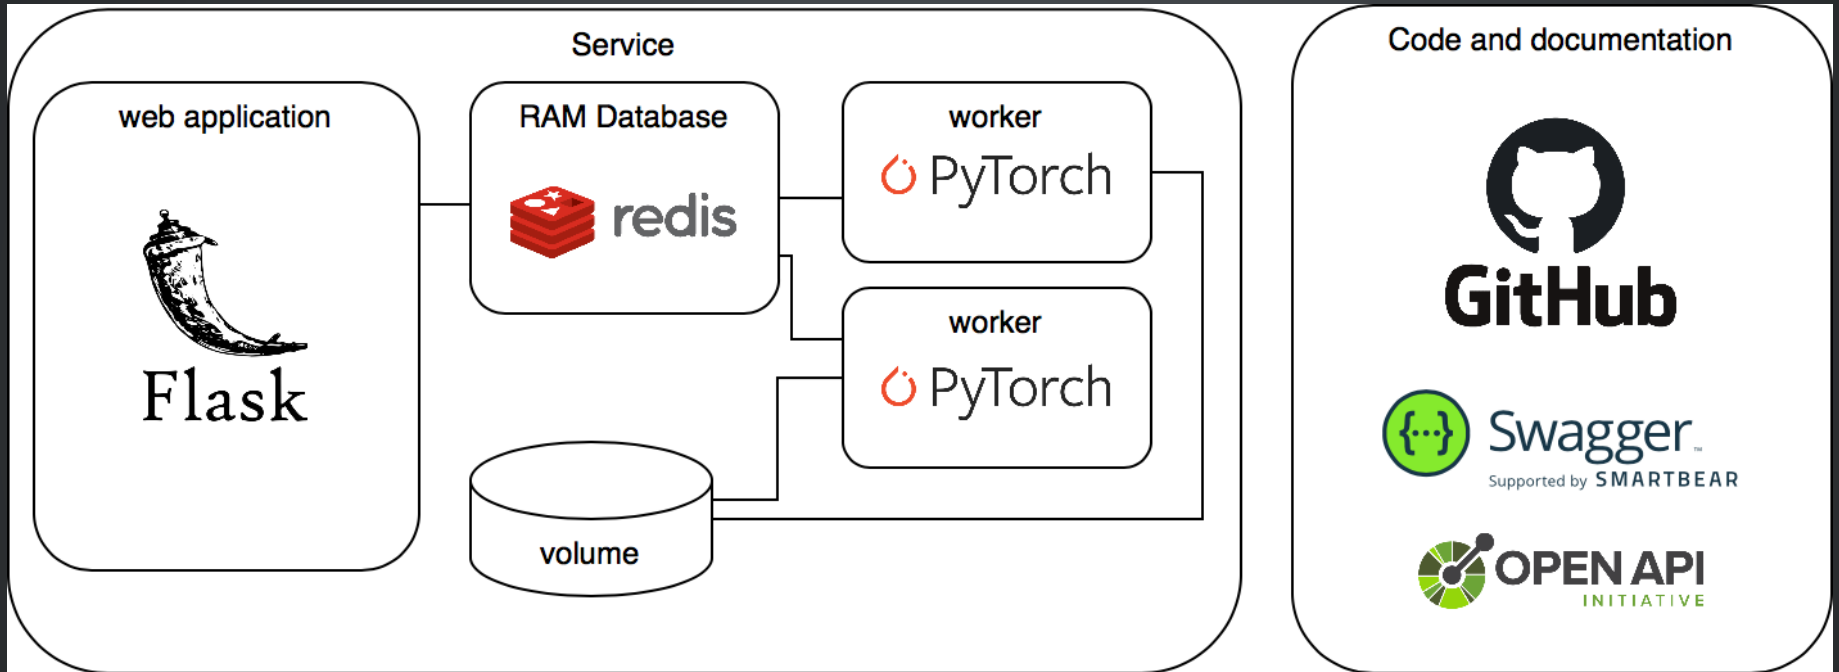 Service
web application
Flask
RAM Database
redis
worker
PyTorch
worker
PyTorch
volume
Code and documentation
GitHub
{···} Swagger™
Supported by SMARTBEAR
OPEN API
INITIATIVE